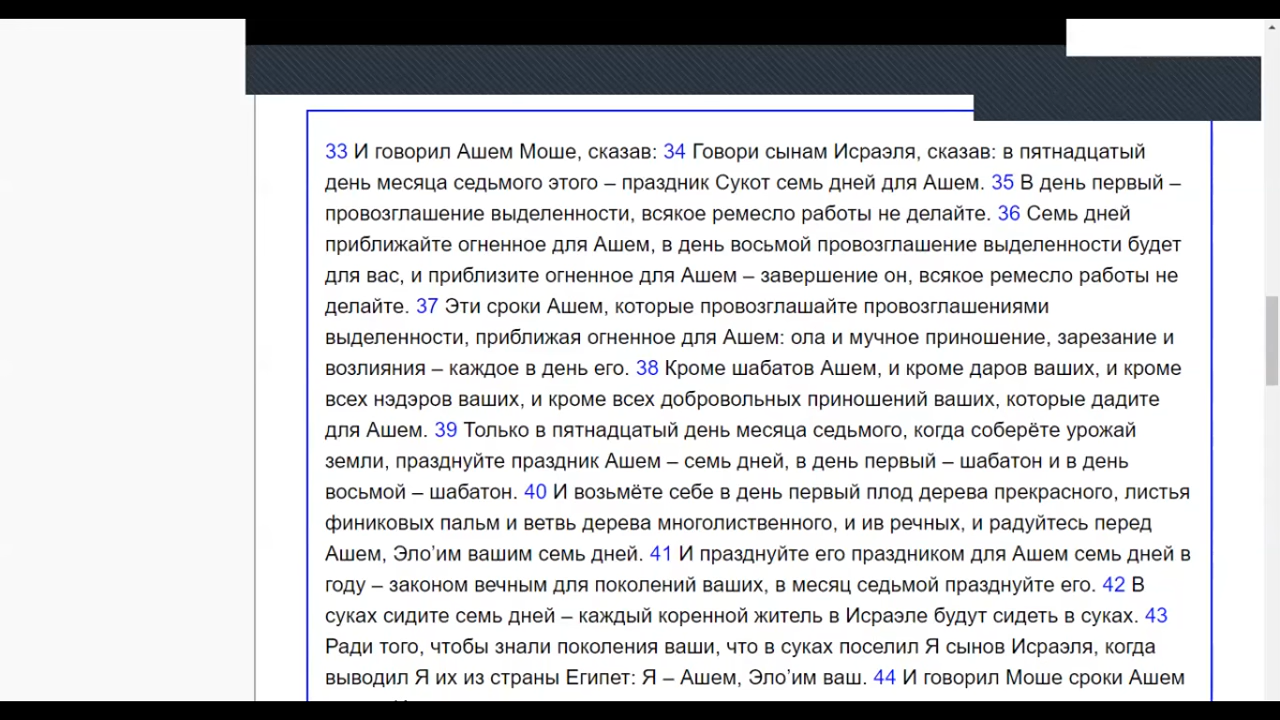 33 И говорил Ашем Моше, сказав: 34 Говори сынам Исраэля, сказав: в пятнадцатый
день месяца седьмого этого – праздник Сукот семь дней для Ашем. 35 В день первый –
провозглашение выделенности, всякое ремесло работы не делайте. 36 Семь дней
приближайте огненное для Ашем, в день восьмой провозглашение выделенности будет
для вас, и приблизите огненное для Ашем – завершение он, всякое ремесло работы не
делайте. 37 Эти сроки Ашем, которые провозглашайте провозглашениями
выделенности, приближая огненное для Ашем: ола и мучное приношение, зарезание и
возлияния – каждое в день его. 38 Кроме шабатов Ашем, и кроме даров ваших, и кроме
всех нэдэров ваших, и кроме всех добровольных приношений ваших, которые дадите
для Ашем. 39 Только в пятнадцатый день месяца седьмого, когда соберёте урожай
земли, празднуйте праздник Ашем – семь дней, в день первый – шабатон и в день
восьмой – шабатон. 40 И возьмёте себе в день первый плод дерева прекрасного, листья
финиковых пальм и ветвь дерева многолиственного, и ив речных, и радуйтесь перед
Ашем, Эло’им вашим семь дней. 41 И празднуйте его праздником для Ашем семь дней в
году – законом вечным для поколений ваших, в месяц седьмой празднуйте его. 42 В
суках сидите семь дней – каждый коренной житель в Исраэле будут сидеть в суках. 43
Ради того, чтобы знали поколения ваши, что в суках поселил Я сынов Исраэля, когда
выводил Я их из страны Египет: Я – Ашем, Эло’им ваш. 44 И говорил Моше сроки Ашем